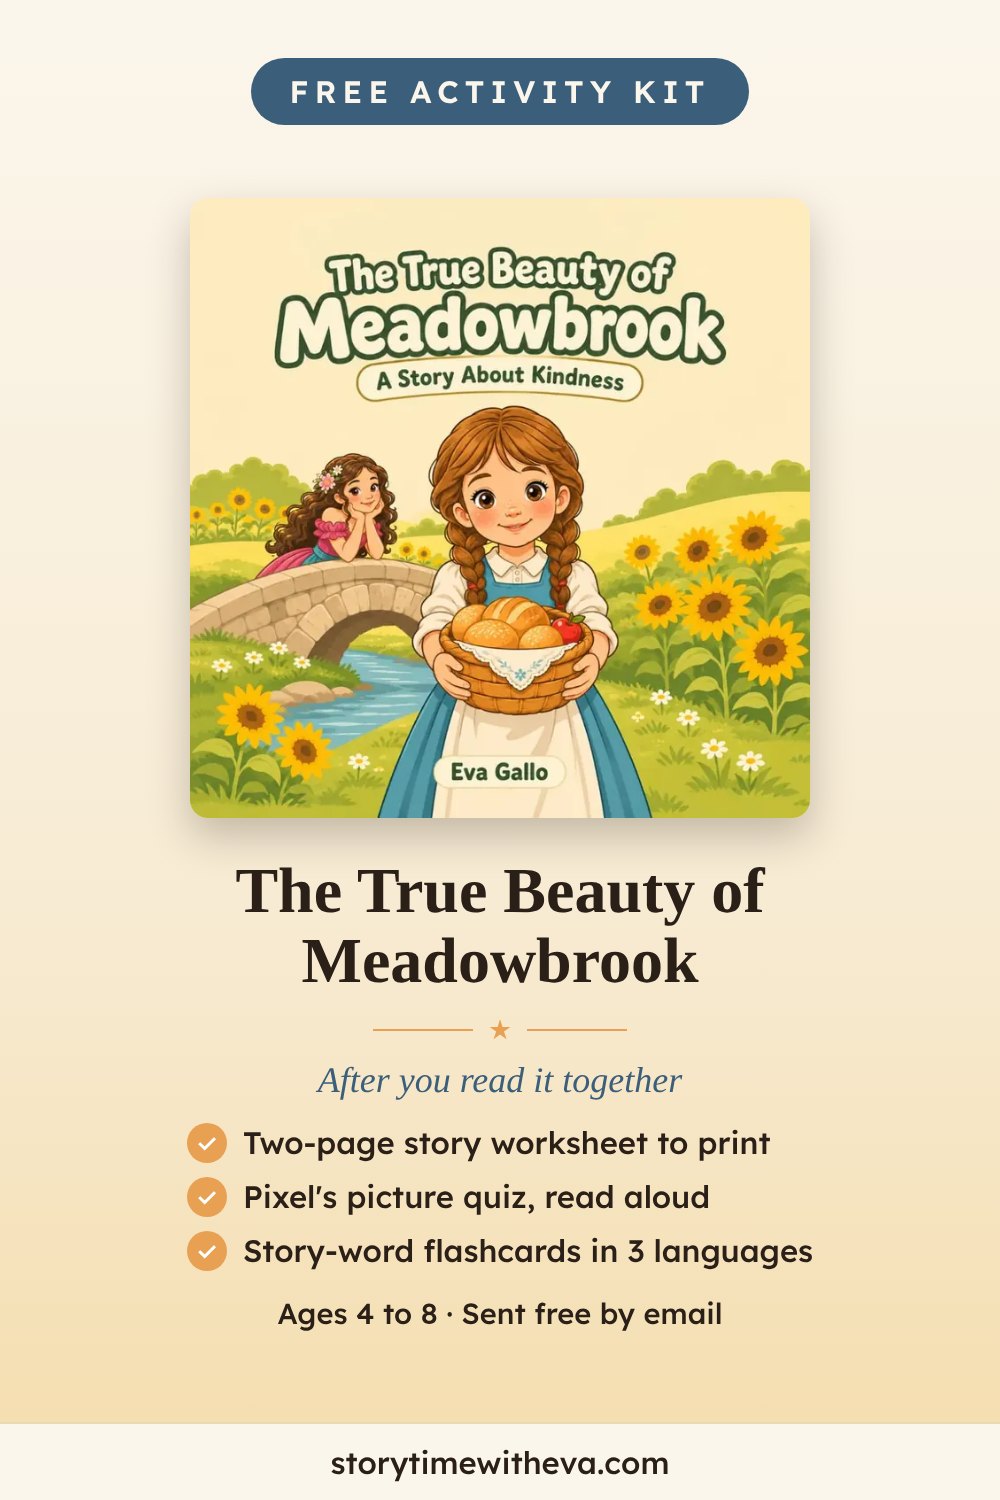 FREE ACTIVITY KIT
The True Beauty of
Meadowbrook
A Story About Kindness
Eva Gallo
The True Beauty of
Meadowbrook
After you read it together
Two-page story worksheet to print
Pixel's picture quiz, read aloud
Story-word flashcards in 3 languages
Ages 4 to 8 · Sent free by email
storytimewitheva.com